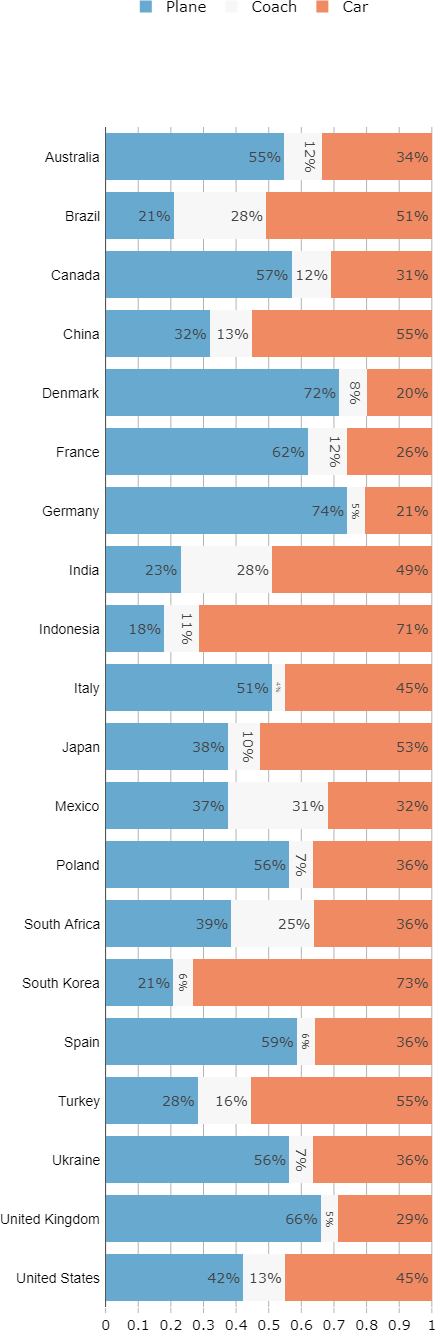 Plane Coach Car
Australia 55% 12% 34%
Brazil 21% 28% 51%
Canada 57% 12% 31%
China 32% 13% 55%
Denmark 72% 8% 20%
France 62% 12% 26%
Germany 74% 5% 21%
India 23% 28% 49%
Indonesia 18% 11% 71%
Italy 51% 4% 45%
Japan 38% 10% 53%
Mexico 37% 31% 32%
Poland 56% 7% 36%
South Africa 39% 25% 36%
South Korea 21% 6% 73%
Spain 59% 6% 36%
Turkey 28% 16% 55%
Ukraine 56% 7% 36%
United Kingdom 66% 5% 29%
United States 42% 13% 45%
0 0.1 0.2 0.3 0.4 0.5 0.6 0.7 0.8 0.9 1